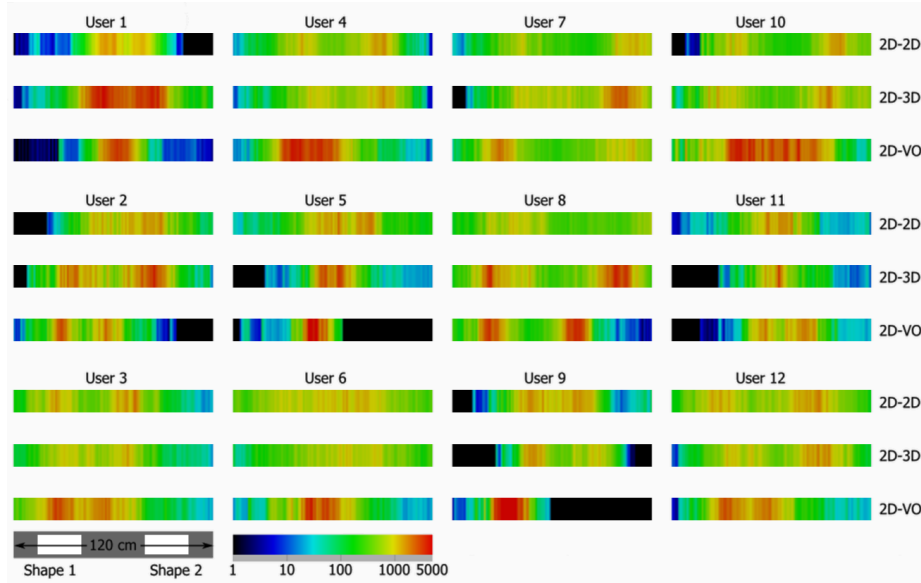 User 1 User 4 User 7 User 10
2D-2D
2D-3D
2D-VO
User 2 User 5 User 8 User 11
2D-2D
2D-3D
2D-VO
User 3 User 6 User 9 User 12
2D-2D
2D-3D
2D-VO
120 cm
Shape 1 Shape 2
1 10 100 1000 5000